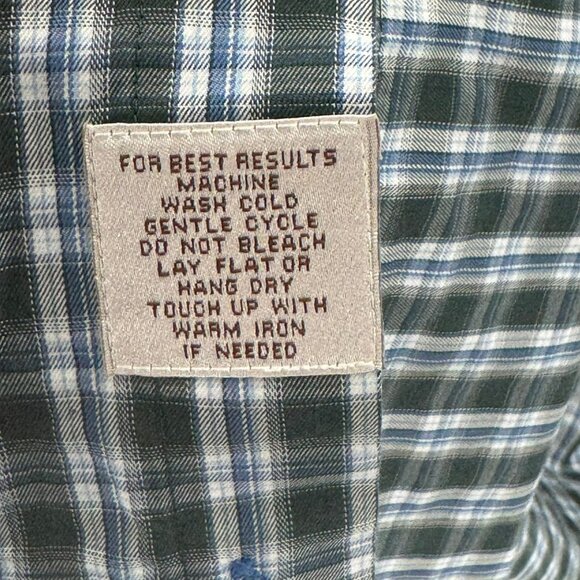 FOR BEST RESULTS
MACHINE
WASH COLD
GENTLE CYCLE
DO NOT BLEACH
LAY FLAT OR
HANG DRY
TOUCH UP WITH
WARM IRON
IF NEEDED